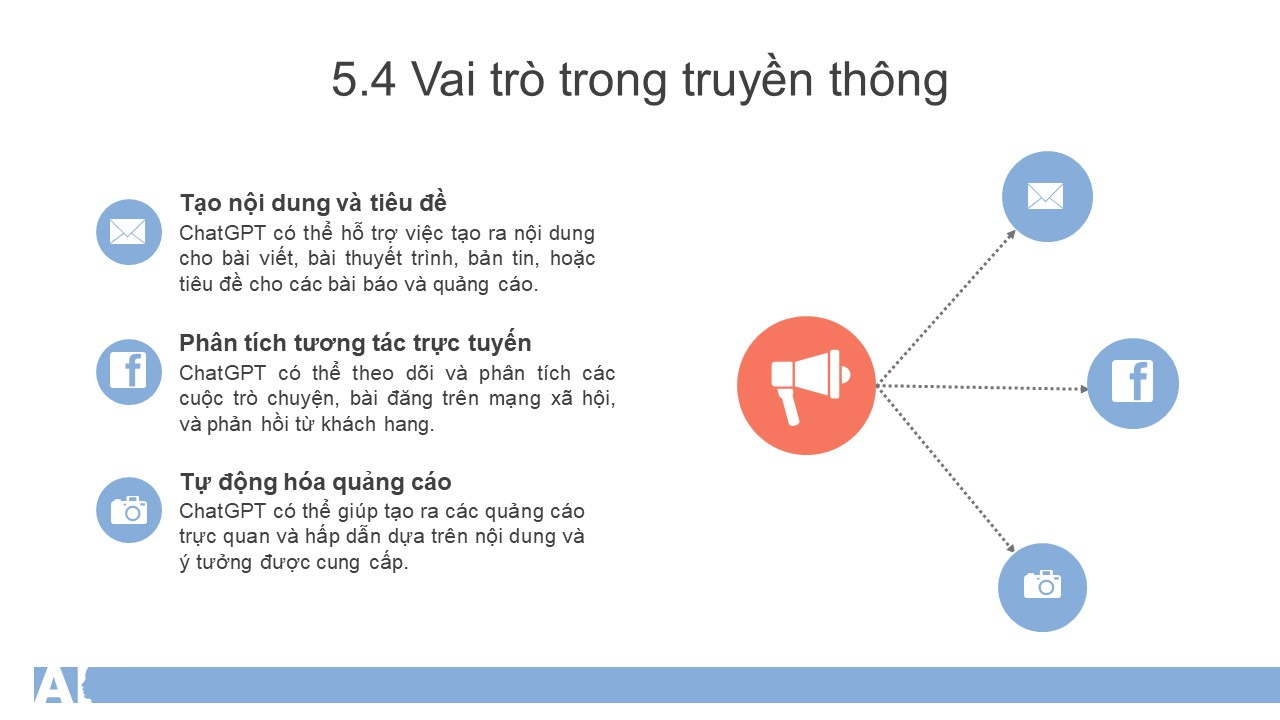 5.4 Vai trò trong truyền thông
Tạo nội dung và tiêu đề
ChatGPT có thể hỗ trợ việc tạo ra nội dung
cho bài viết, bài thuyết trình, bản tin, hoặc
tiêu đề cho các bài báo và quảng cáo.
Phân tích tương tác trực tuyến
ChatGPT có thể theo dõi và phân tích các
cuộc trò chuyện, bài đăng trên mạng xã hội,
và phản hồi từ khách hang.
Tự động hóa quảng cáo
ChatGPT có thể giúp tạo ra các quảng cáo
trực quan và hấp dẫn dựa trên nội dung và
ý tưởng được cung cấp.
AI